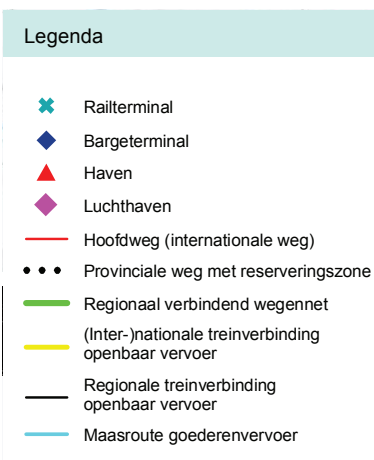 Legenda
Railterminal
Bargeterminal
Haven
Luchthaven
Hoofdweg (internationale weg)
Provinciale weg met reserveringszone
Regionaal verbindend wegennet
(Inter-)nationale treinverbinding
openbaar vervoer
Regionale treinverbinding
openbaar vervoer
Maasroute goederenvervoer